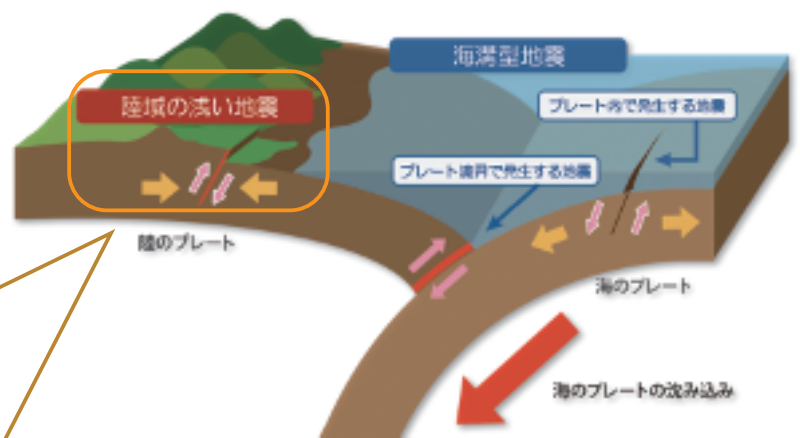 海溝型地震
陸域の浅い地震
プレート内で発生する地震
プレート境界で発生する地震
陸のプレート
海のプレート
海のプレートの沈み込み